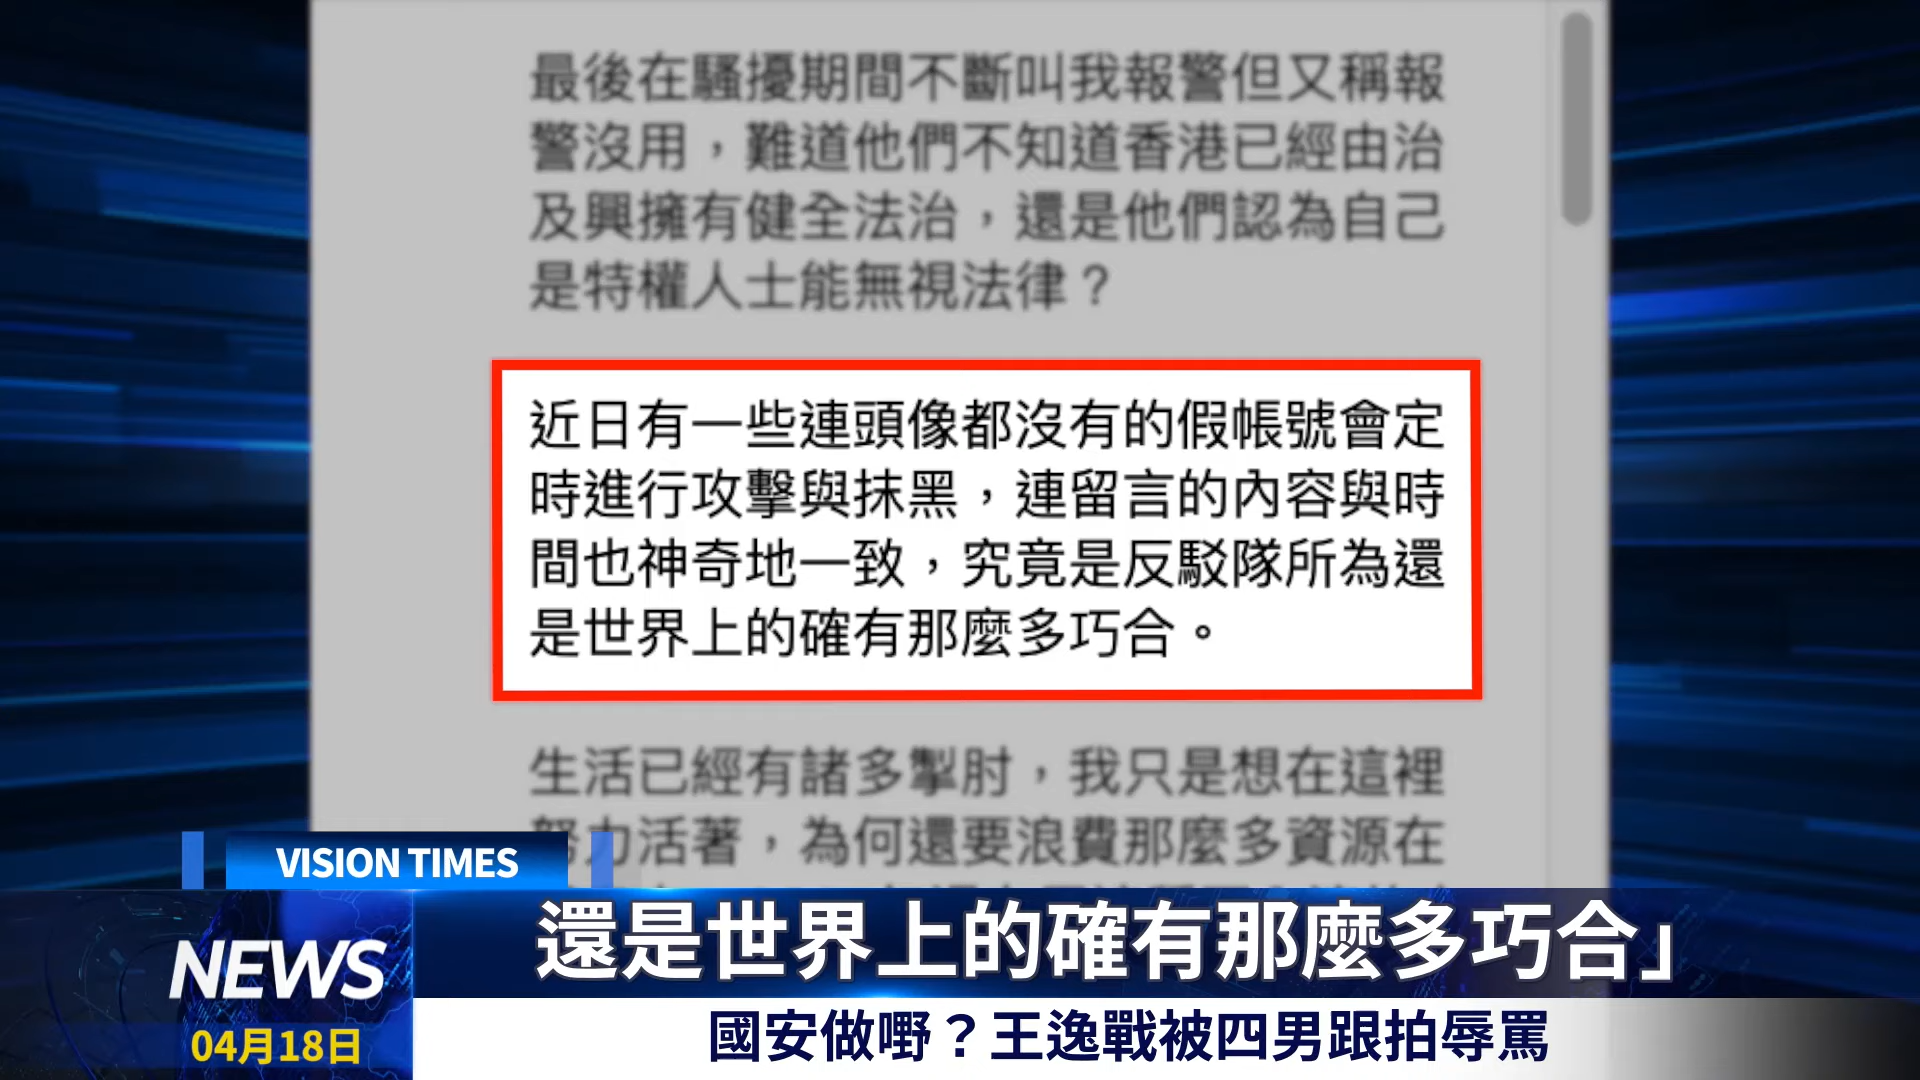 最後在騷擾期間不斷叫我報警但又稱報
警沒用，難道他們不知道香港已經由治
及興擁有健全法治，還是他們認為自己
是特權人士能無視法律？
近日有一些連頭像都沒有的假帳號會定
時進行攻擊與抹黑，連留言的內容與時
間也神奇地一致，究竟是反駁隊所為還
是世界上的確有那麼多巧合。
生活已經有諸多掣肘，我只是想在這裡
努力活著，為何還要浪費那麼多資源在
VISION TIMES
還是世界上的確有那麼多巧合」
NEWS
04月18日
國安做嘢？王逸戰被四男跟拍辱罵